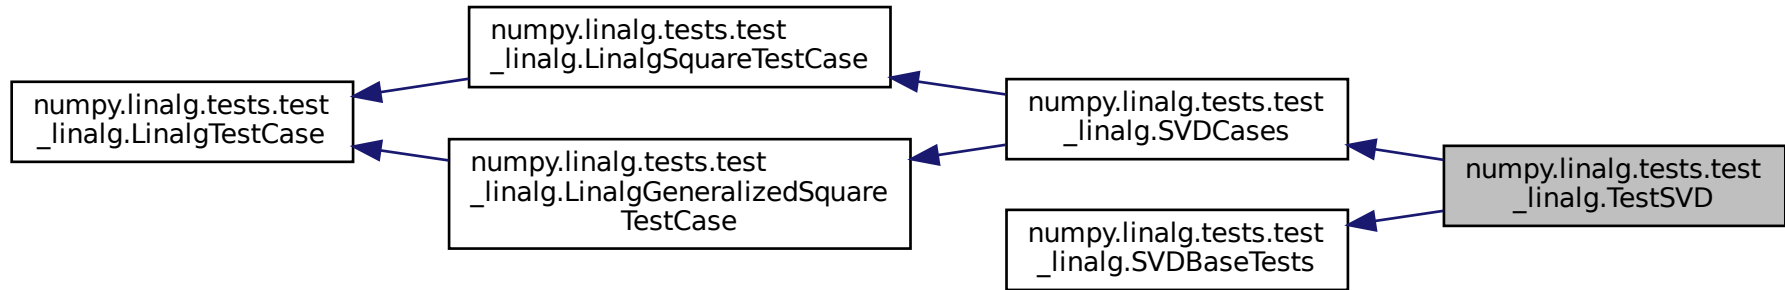 numpy.linalg.tests.test
_linalg.LinalgTestCase
numpy.linalg.tests.test
_linalg.LinalgSquareTestCase
numpy.linalg.tests.test
_linalg.LinalgGeneralizedSquare
TestCase
numpy.linalg.tests.test
_linalg.SVDCases
numpy.linalg.tests.test
_linalg.SVDBaseTests
numpy.linalg.tests.test
_linalg.TestSVD